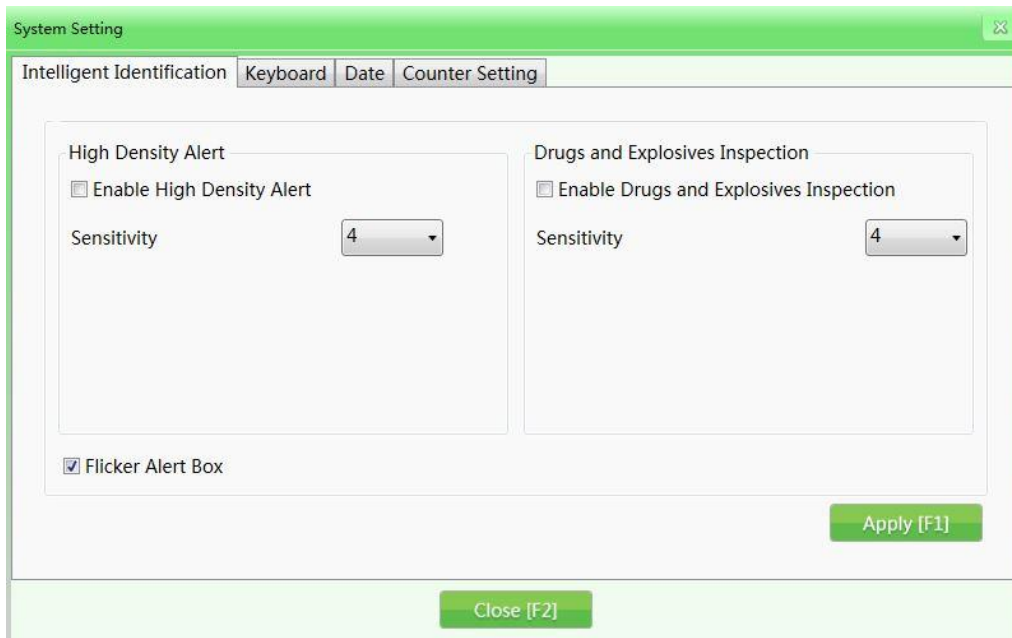 System Setting
Intelligent Identification Keyboard Date Counter Setting
High Density Alert
Enable High Density Alert
Sensitivity 4
Drugs and Explosives Inspection
Enable Drugs and Explosives Inspection
Sensitivity 4
Flicker Alert Box
Apply [F1]
Close [F2]